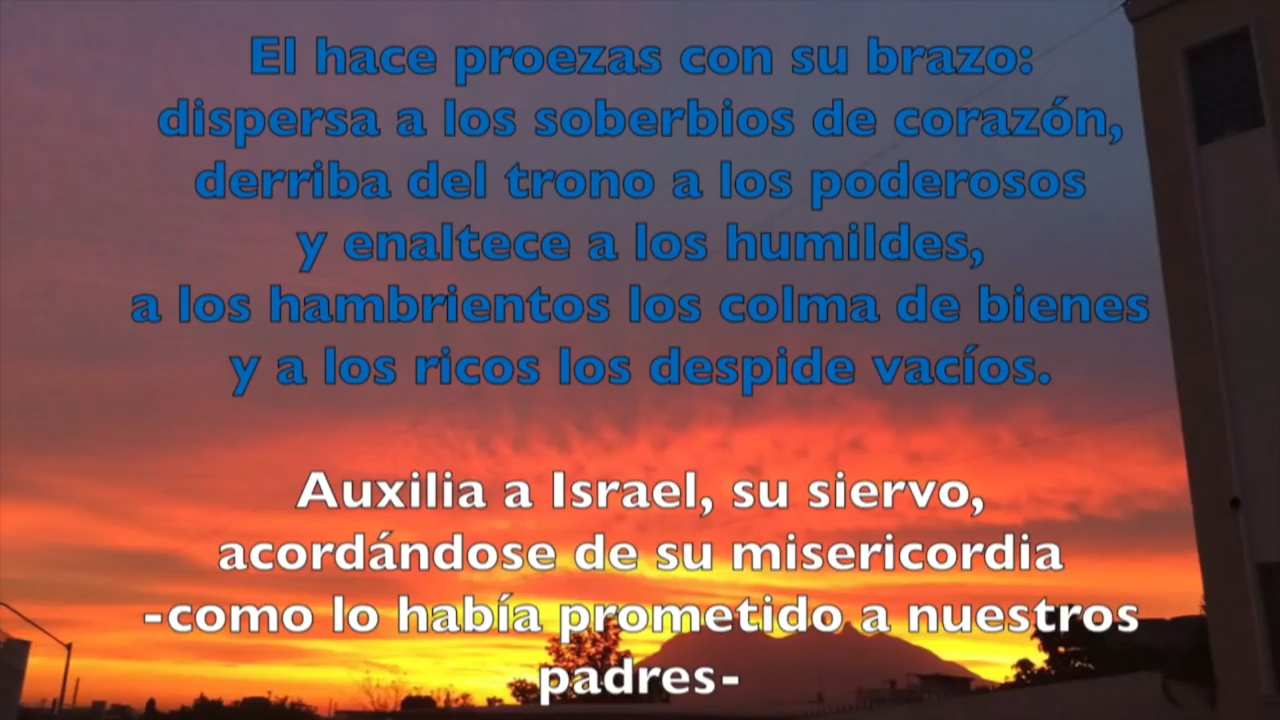 El hace proezas con su brazo:
dispersa a los soberbios de corazón,
derriba del trono a los poderosos
y enaltece a los humildes,
a los hambrientos los colma de bienes
y a los ricos los despide vacíos.
Auxilia a Israel, su siervo,
acordándose de su misericordia
-como lo había prometido a nuestros
padres-